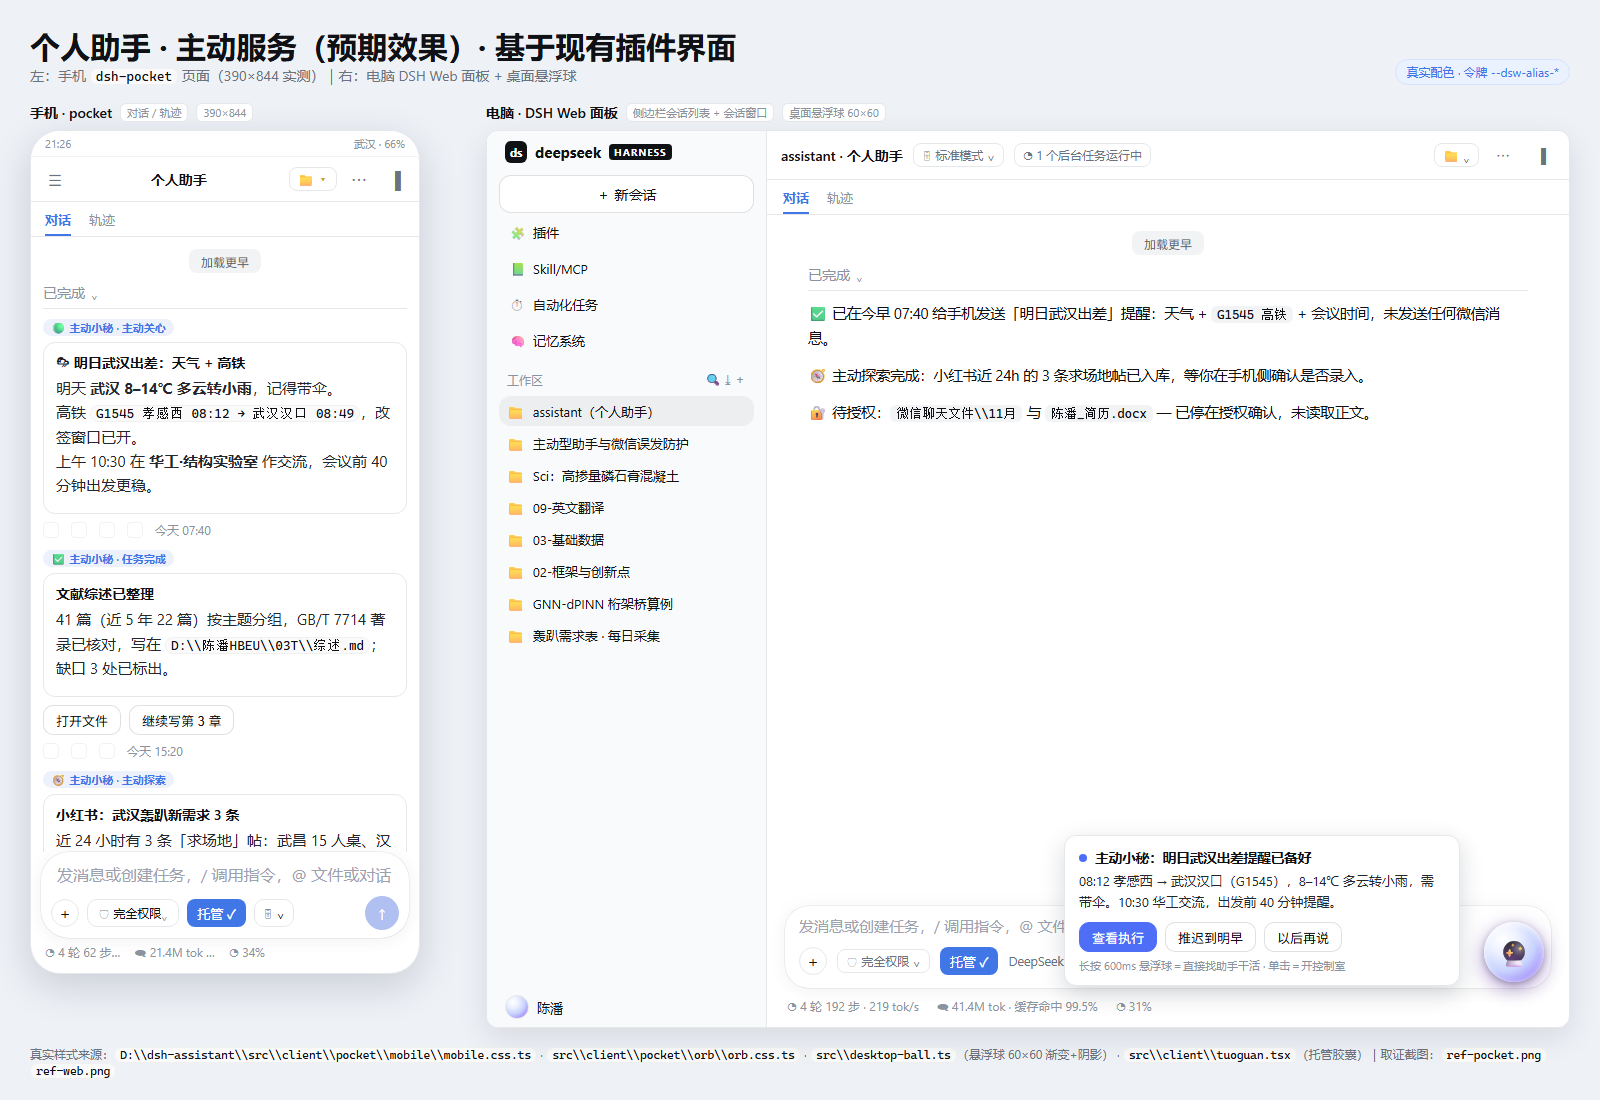 个人助手 · 主动服务（预期效果）· 基于现有插件界面
左：手机 dsh-pocket 页面（390×844 实测）｜右：电脑 DSH Web 面板 + 桌面悬浮球
真实配色 · 令牌 --dsw-alias-*
手机 · pocket 对话 / 轨迹 390×844
21:26 武汉 · 66%
个人助手
对话 轨迹
加载更早
已完成
主动小秘 · 主动关心
明日武汉出差：天气 + 高铁
明天 武汉 8–14℃ 多云转小雨，记得带伞。
高铁 G1545 孝感西 08:12 → 武汉汉口 08:49 ，改
签窗口已开。
上午 10:30 在 华工·结构实验室 作交流，会议前 40
分钟出发更稳。
今天 07:40
主动小秘 · 任务完成
文献综述已整理
41 篇（近 5 年 22 篇）按主题分组，GB/T 7714 著
录已核对，写在 D:\\陈潘HBEU\\03T\\综述.md ；
缺口 3 处已标出。
打开文件 继续写第 3 章
今天 15:20
主动小秘 · 主动探索
小红书：武汉轰趴新需求 3 条
近 24 小时有 3 条「求场地」帖：武昌 15 人桌、汉
发消息或创建任务，/ 调用指令，@ 文件或对话
+ 完全权限 托管 ✓ ↑
4 轮 62 步… 21.4M tok … 34%
电脑 · DSH Web 面板 侧边栏会话列表 + 会话窗口 桌面悬浮球 60×60
ds deepseek HARNESS
+ 新会话
插件
Skill/MCP
自动化任务
记忆系统
工作区 +
assistant（个人助手）
主动型助手与微信误发防护
Sci：高掺量磷石膏混凝土
09-英文翻译
03-基础数据
02-框架与创新点
GNN-dPINN 桁架桥算例
轰趴需求表 · 每日采集
陈潘
assistant · 个人助手 标准模式 1 个后台任务运行中
对话 轨迹
加载更早
已完成
已在今早 07:40 给手机发送「明日武汉出差」提醒：天气 + G1545 高铁 + 会议时间，未发送任何微信消
息。
主动探索完成：小红书近 24h 的 3 条求场地帖已入库，等你在手机侧确认是否录入。
待授权： 微信聊天文件\\11月 与 陈潘_简历.docx — 已停在授权确认，未读取正文。
主动小秘：明日武汉出差提醒已备好
08:12 孝感西 → 武汉汉口（G1545），8–14℃ 多云转小雨，需
带伞。10:30 华工交流，出发前 40 分钟提醒。
查看执行 推迟到明早 以后再说
长按 600ms 悬浮球 = 直接找助手干活 · 单击 = 开控制室
发消息或创建任务，/ 调用指令，@ 文件
+ 完全权限 托管 ✓ DeepSeek
4 轮 192 步 · 219 tok/s 41.4M tok · 缓存命中 99.5% 31%
真实样式来源： D:\\dsh-assistant\\src\\client\\pocket\\mobile\\mobile.css.ts · src\\client\\pocket\\orb\\orb.css.ts · src\\desktop-ball.ts （悬浮球 60×60 渐变+阴影） · src\\client\\tuoguan.tsx （托管胶囊）｜取证截图： ref-pocket.png
ref-web.png